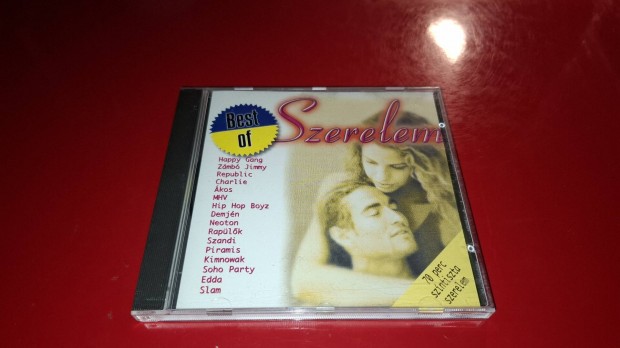 Best
of
Szerelem
Happy Gang
Zámbó Jimmy
Republic
Charlie
Ákos
MHV
Hip Hop Boyz
Demjén
Neoton
Rapülők
Szandi
Piramis
Kimnowak
Soho Party
Edda
Slam
70 perc
színtiszta
szerelem